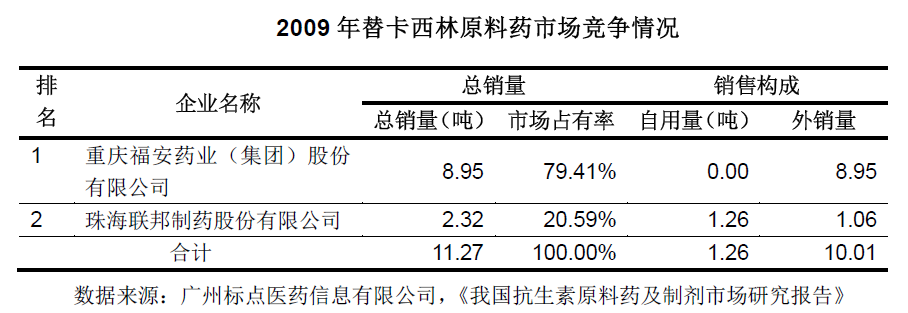 2009 年替卡西林原料药市场竞争情况
排名 企业名称 总销量 销售构成
总销量（吨） 市场占有率 自用量（吨） 外销量
1 重庆福安药业（集团）股份有限公司 8.95 79.41% 0.00 8.95
2 珠海联邦制药股份有限公司 2.32 20.59% 1.26 1.06
合计 11.27 100.00% 1.26 10.01
数据来源：广州标点医药信息有限公司，《我国抗生素原料药及制剂市场研究报告》